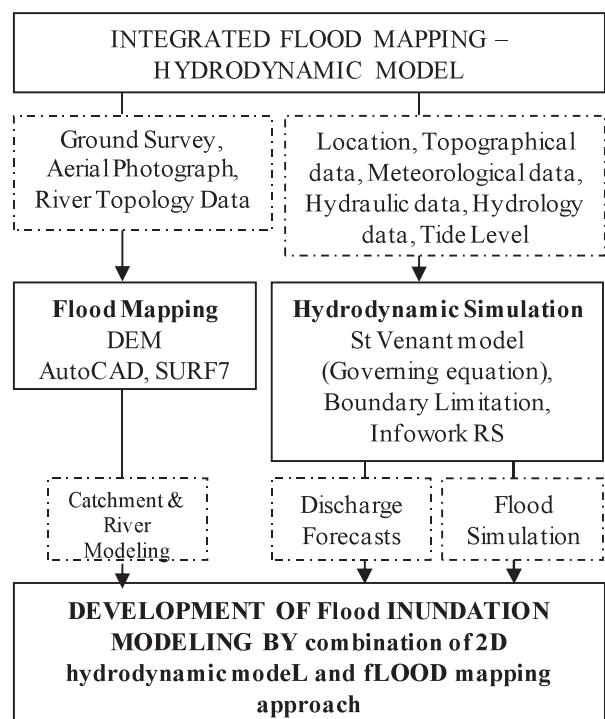 INTEGRATED FLOOD MAPPING –
HYDRODYNAMIC MODEL
Ground Survey,
Aerial Photograph,
River Topology Data
Location, Topographical
data, Meteorological data,
Hydraulic data, Hydrology
data, Tide Level
Flood Mapping
DEM
AutoCAD, SURF7
Hydrodynamic Simulation
St Venant model
(Governing equation),
Boundary Limitation,
Infowork RS
Catchment &
River
Modeling
Discharge
Forecasts
Flood
Simulation
DEVELOPMENT OF Flood INUNDATION
MODELING BY combination of 2D
hydrodynamic modeL and fLOOD mapping
approach